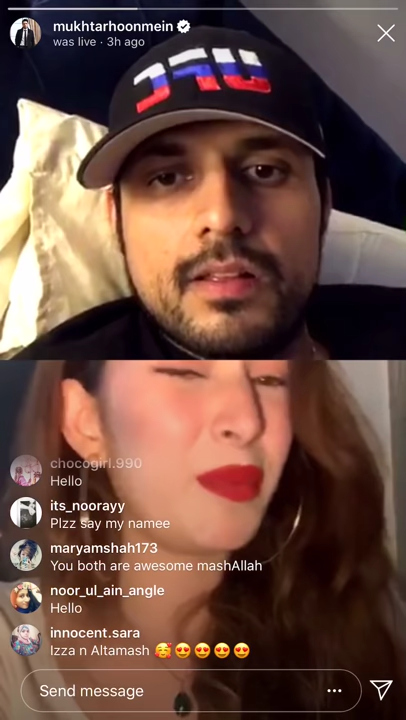 mukhtarhoonmein
was live · 3h ago
chocogirl.990
Hello
its_noorayy
Plzz say my namee
maryamshah173
You both are awesome mashAllah
noor_ul_ain_angle
Hello
innocent.sara
Izza n Altamash 🥰😍😍😍😍
Send message